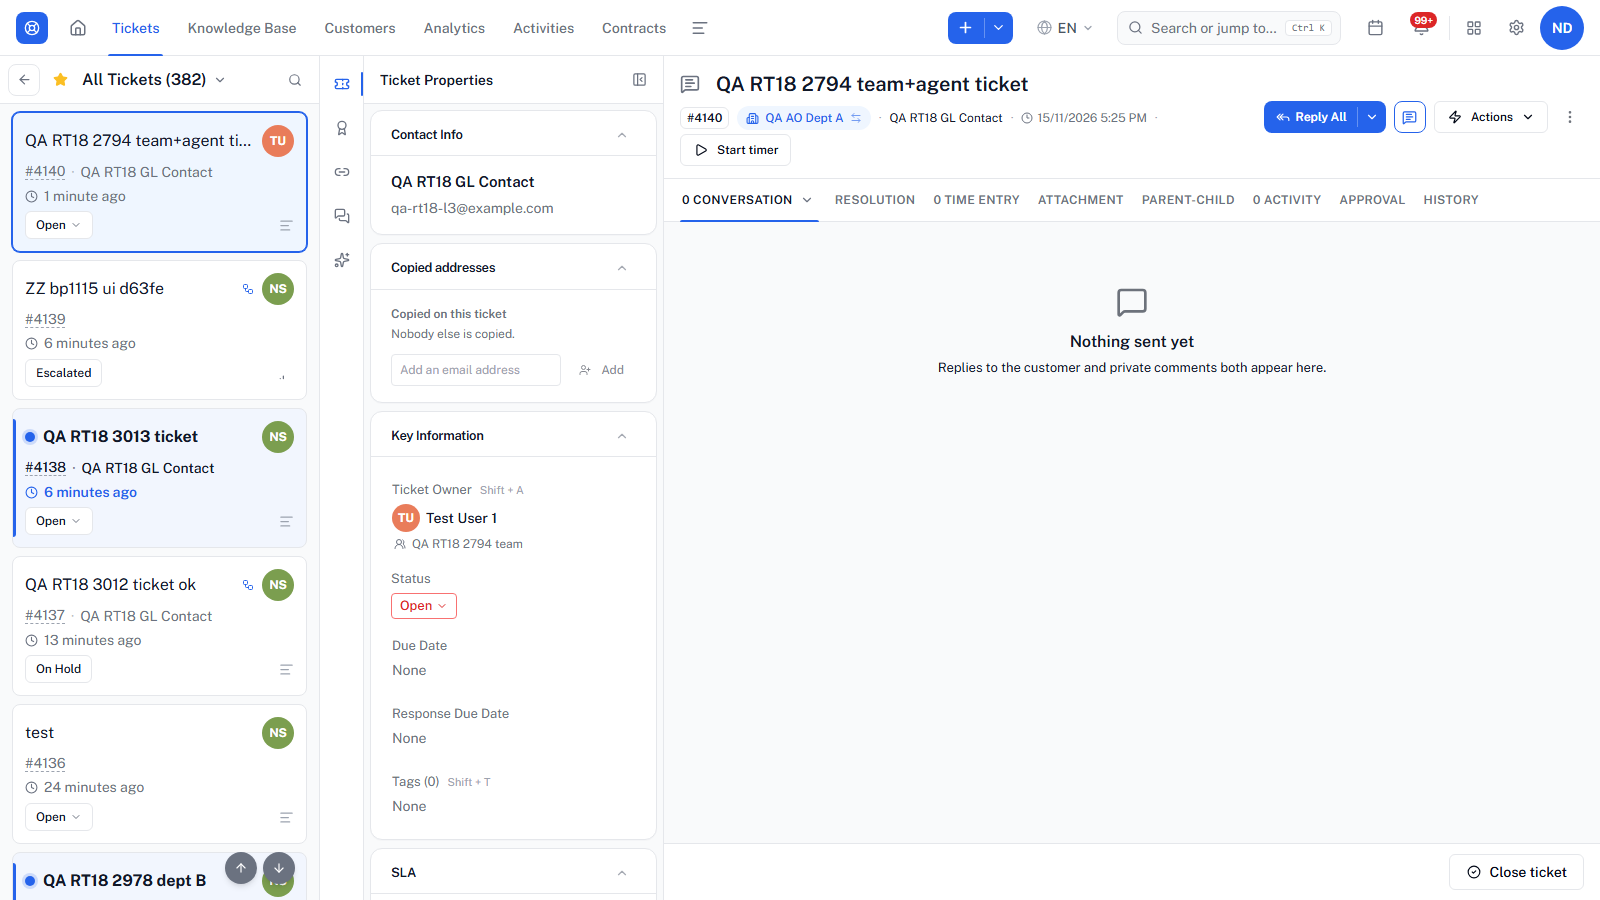 Tickets
Knowledge Base
Customers
Analytics
Activities
Contracts
EN
Search or jump to...
Ctrl K
99+
ND
All Tickets (382)
QA RT18 2794 team+agent ti...
TU
#4140 · QA RT18 GL Contact
1 minute ago
Open
ZZ bp1115 ui d63fe
NS
#4139
6 minutes ago
Escalated
QA RT18 3013 ticket
NS
#4138 · QA RT18 GL Contact
6 minutes ago
Open
QA RT18 3012 ticket ok
NS
#4137 · QA RT18 GL Contact
13 minutes ago
On Hold
test
NS
#4136
24 minutes ago
Open
QA RT18 2978 dept B
Ticket Properties
Contact Info
QA RT18 GL Contact
qa-rt18-l3@example.com
Copied addresses
Copied on this ticket
Nobody else is copied.
Add an email address
Add
Key Information
Ticket Owner Shift + A
TU Test User 1
QA RT18 2794 team
Status
Open
Due Date
None
Response Due Date
None
Tags (0) Shift + T
None
SLA
QA RT18 2794 team+agent ticket
#4140 QA AO Dept A · QA RT18 GL Contact · 15/11/2026 5:25 PM ·
Start timer
Reply All
Actions
0 CONVERSATION
RESOLUTION
0 TIME ENTRY
ATTACHMENT
PARENT-CHILD
0 ACTIVITY
APPROVAL
HISTORY
Nothing sent yet
Replies to the customer and private comments both appear here.
Close ticket